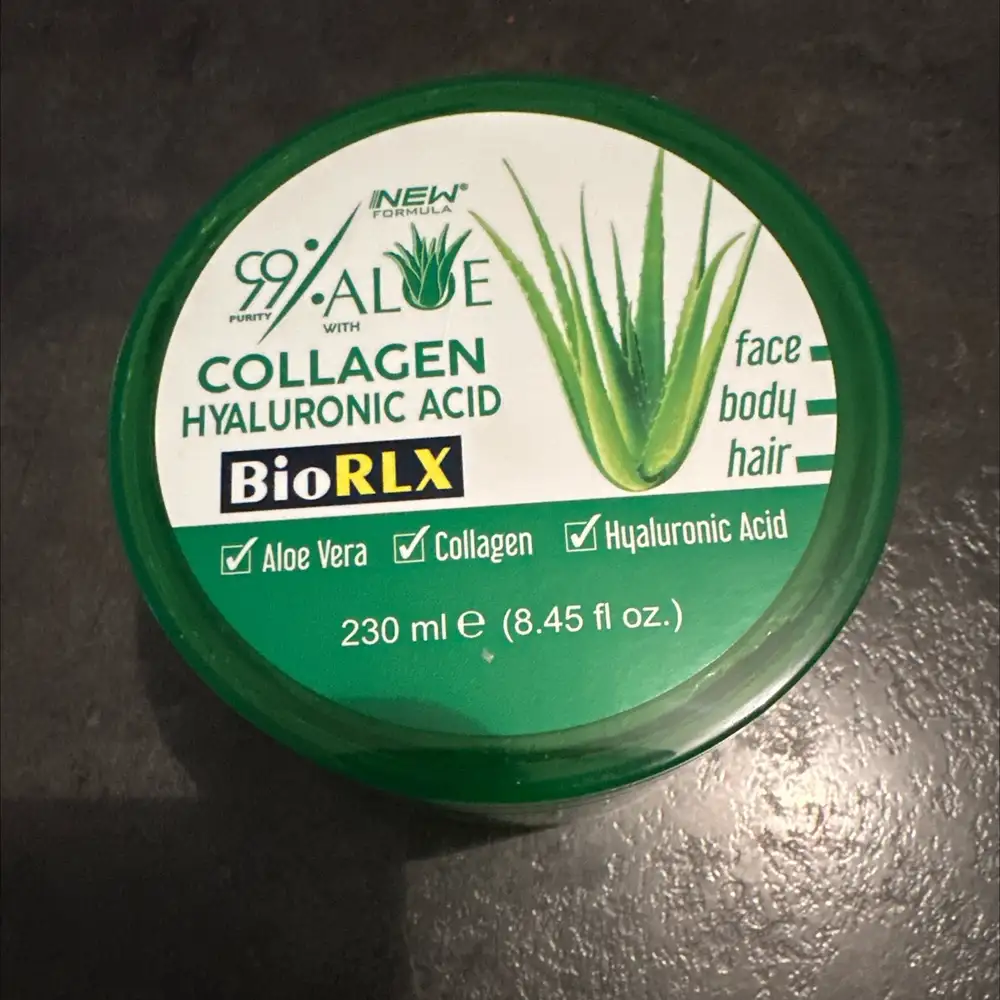 NEW®
FORMULA
99% ALOE
PURITY
WITH
COLLAGEN
HYALURONIC ACID
BioRLX
face
body
hair
Aloe Vera Collagen Hyaluronic Acid
230 ml ℮ (8.45 fl oz.)